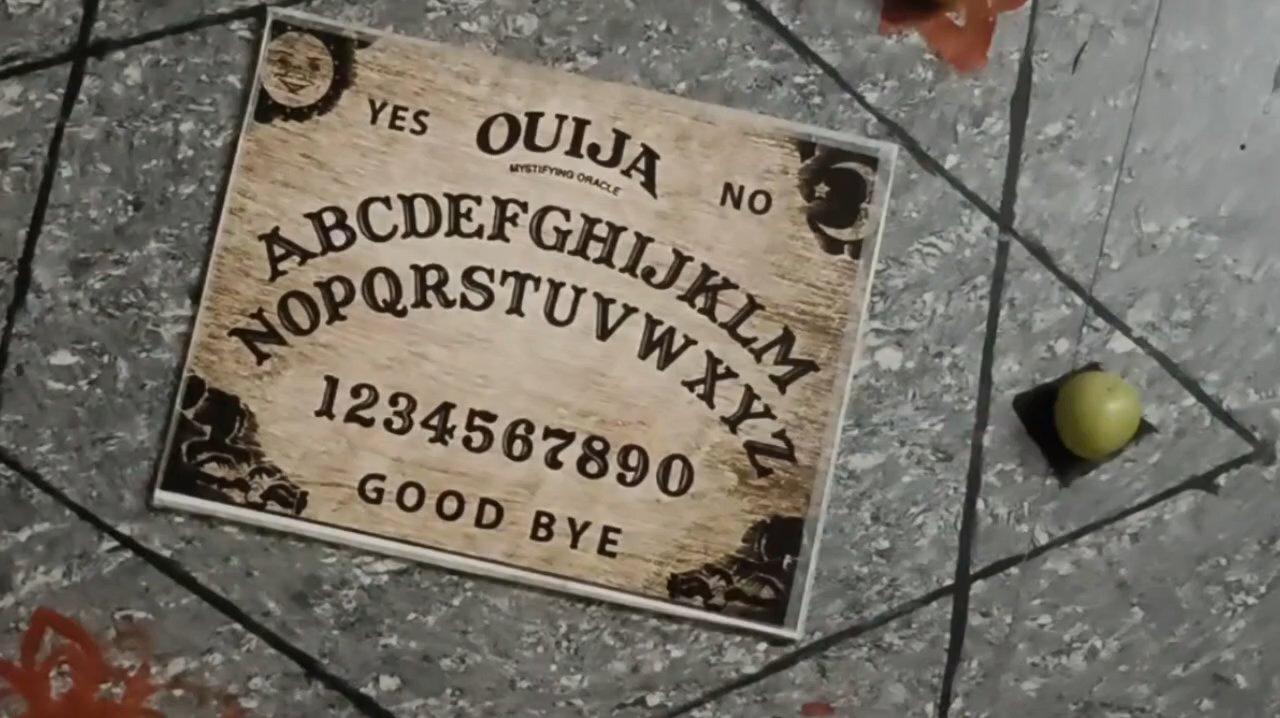 YES OUIJA NO
MYSTIFYING ORACLE
ABCDEFGHIJKLM
NOPQRSTUVWXYZ
1234567890
GOOD BYE